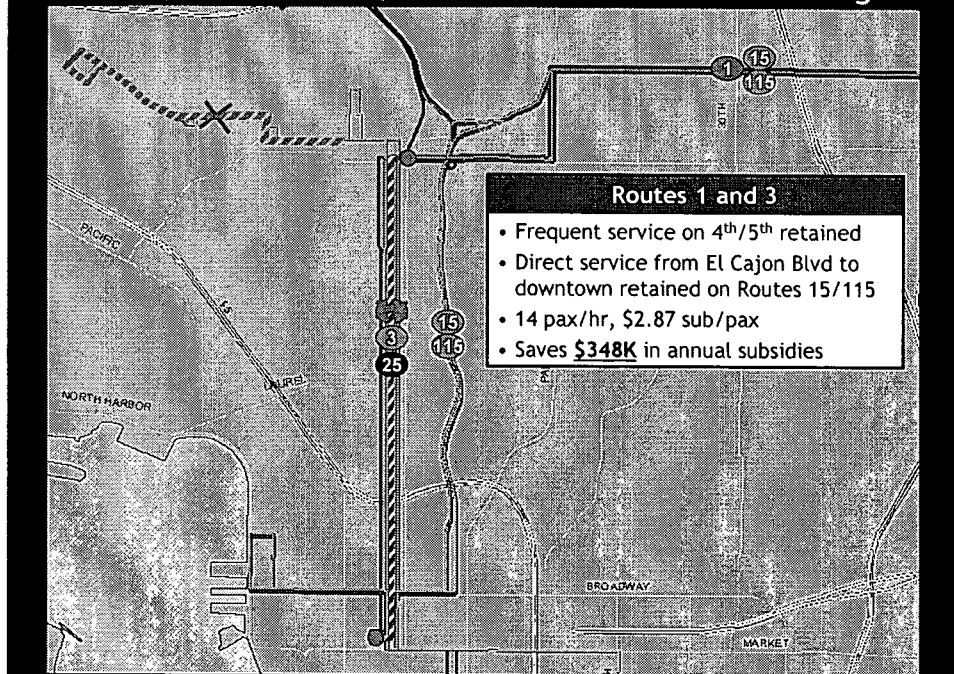 1
15
115
30TH
Routes 1 and 3
• Frequent service on 4th/5th retained
• Direct service from El Cajon Blvd to
downtown retained on Routes 15/115
• 14 pax/hr, $2.87 sub/pax
• Saves $348K in annual subsidies
PACIFIC
I-5
15
115
3
25
LAUREL
NORTH HARBOR
BROADWAY
MARKET